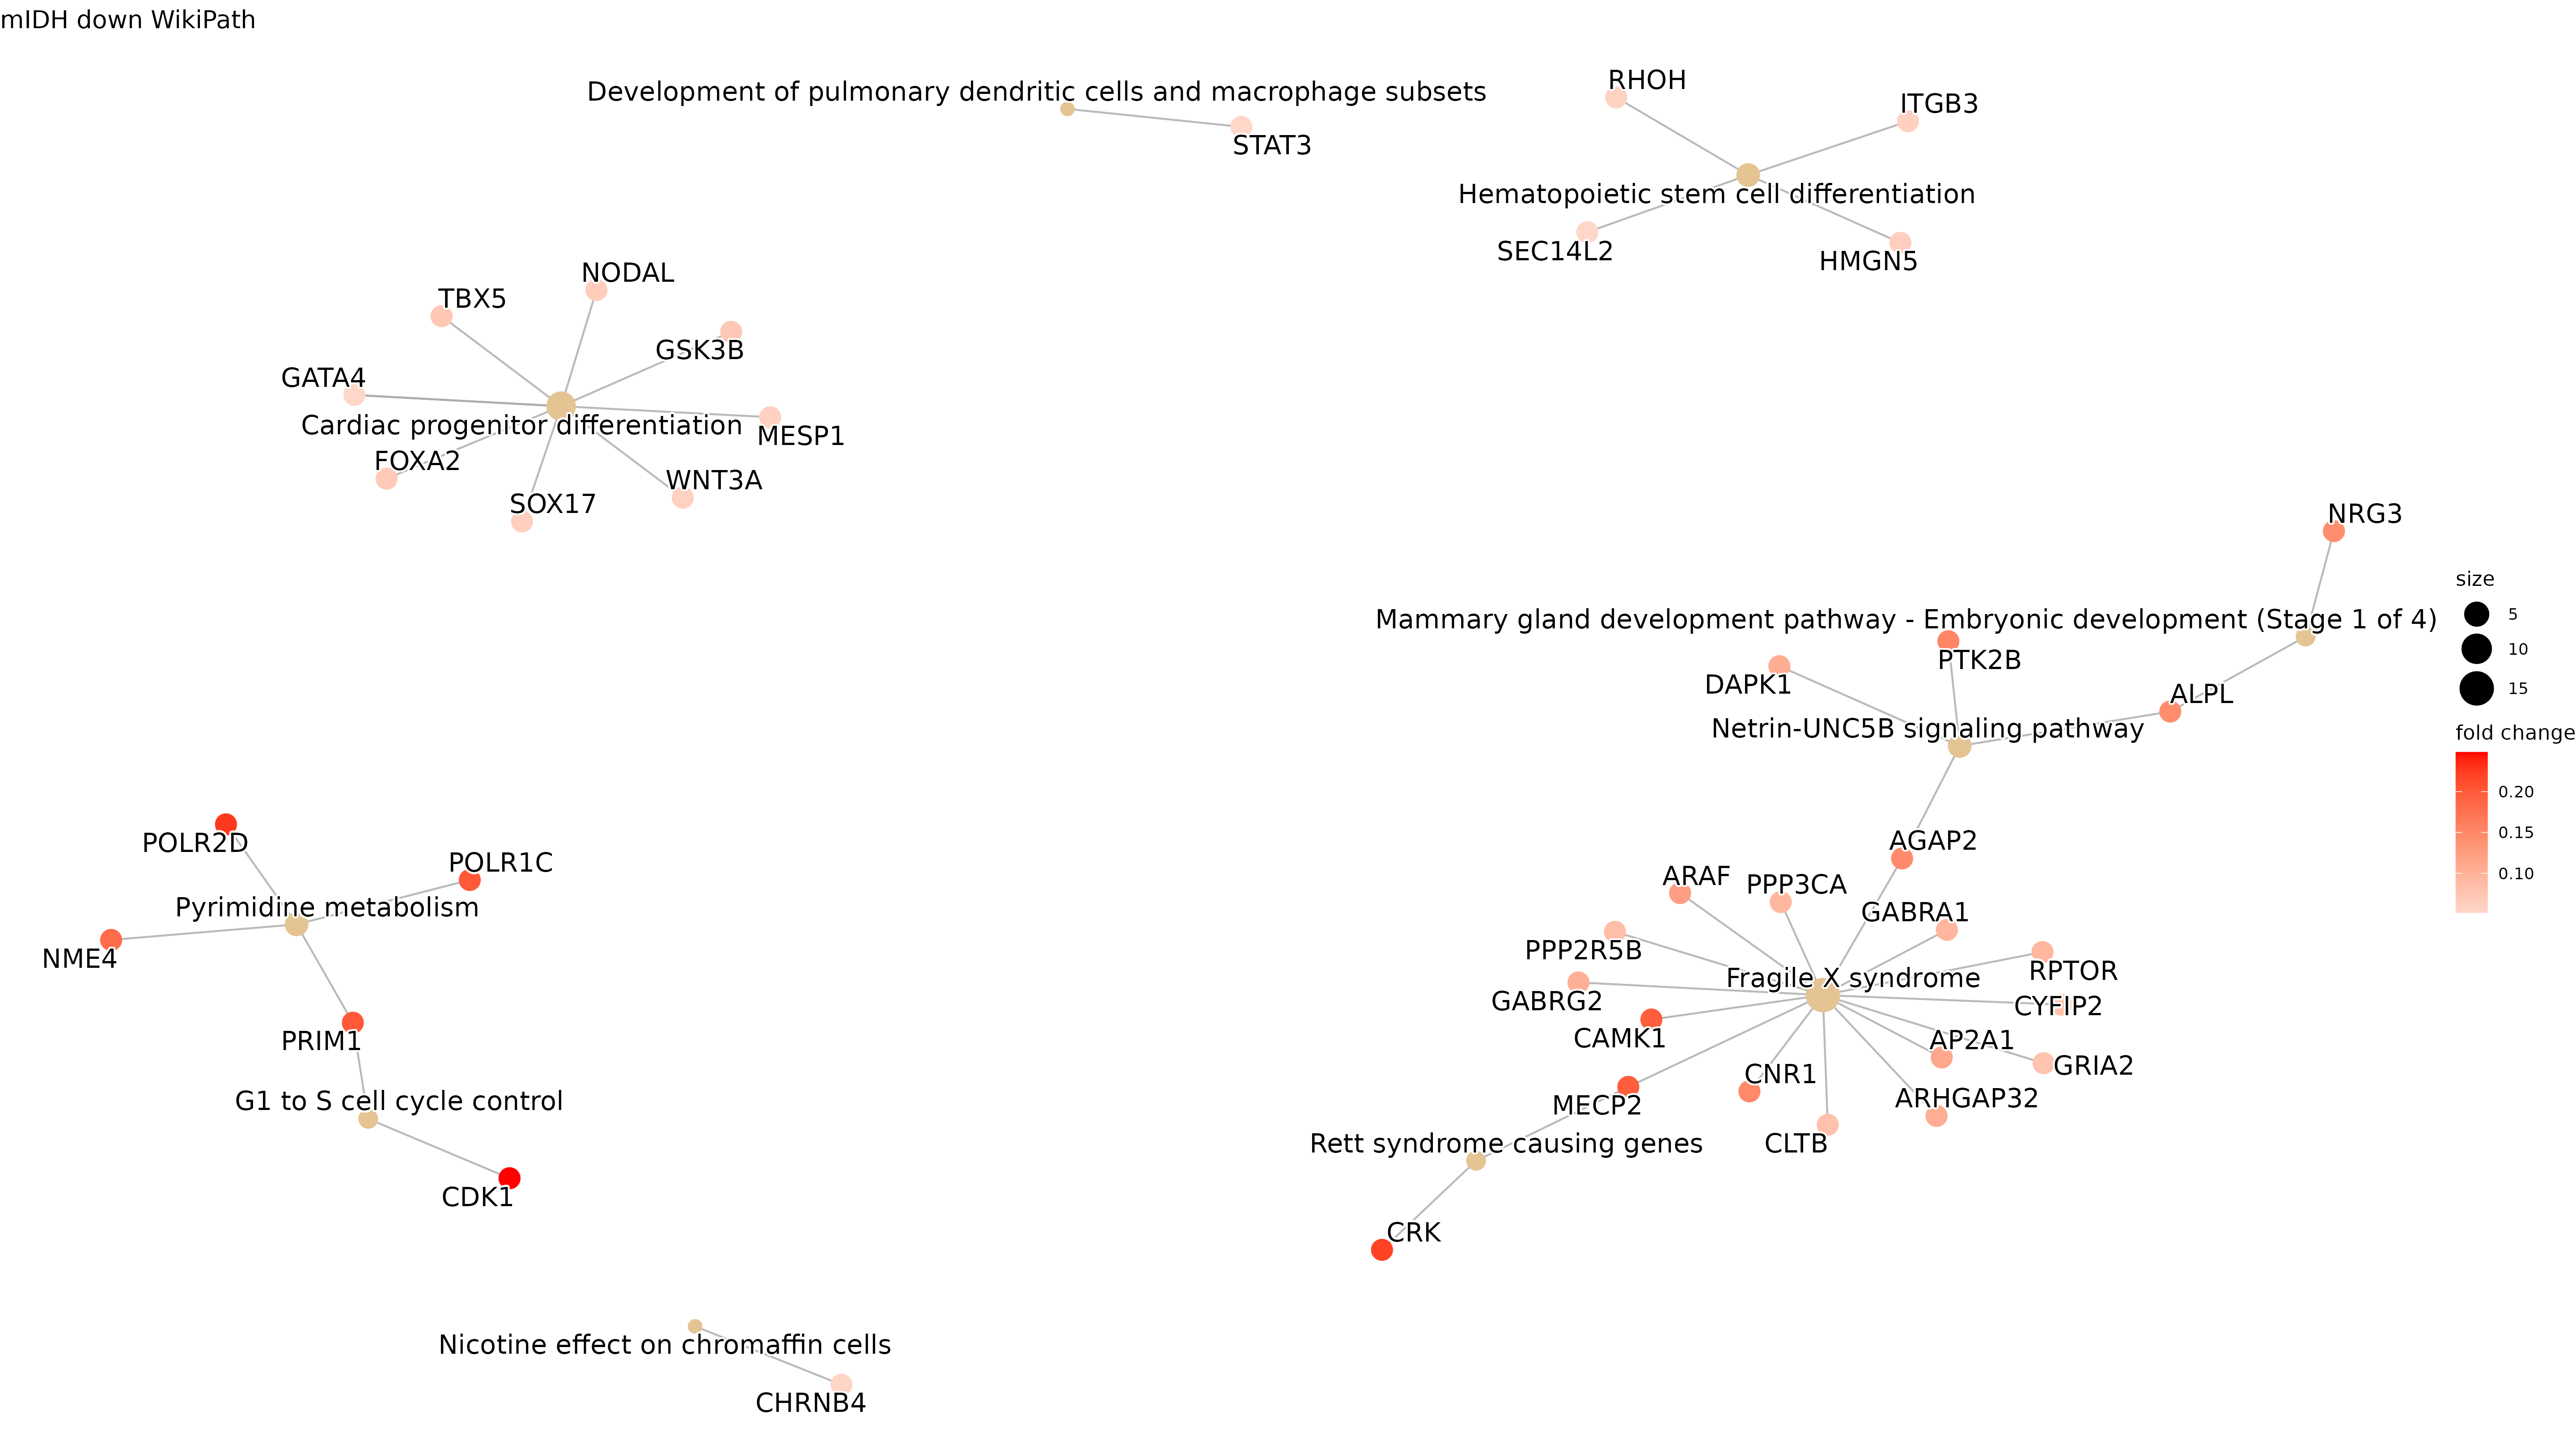 mIDH down WikiPath
Development of pulmonary dendritic cells and macrophage subsets
STAT3
RHOH
ITGB3
Hematopoietic stem cell differentiation
SEC14L2
HMGN5
NODAL
TBX5
GSK3B
GATA4
Cardiac progenitor differentiation
MESP1
FOXA2
WNT3A
SOX17
NRG3
Mammary gland development pathway - Embryonic development (Stage 1 of 4)
PTK2B
DAPK1
ALPL
Netrin-UNC5B signaling pathway
AGAP2
ARAF
PPP3CA
GABRA1
PPP2R5B
Fragile X syndrome
RPTOR
GABRG2
CYFIP2
CAMK1
AP2A1
GRIA2
CNR1
MECP2
ARHGAP32
CLTB
Rett syndrome causing genes
CRK
size
5
10
15
fold change
0.20
0.15
0.10
POLR2D
POLR1C
Pyrimidine metabolism
NME4
PRIM1
G1 to S cell cycle control
CDK1
Nicotine effect on chromaffin cells
CHRNB4